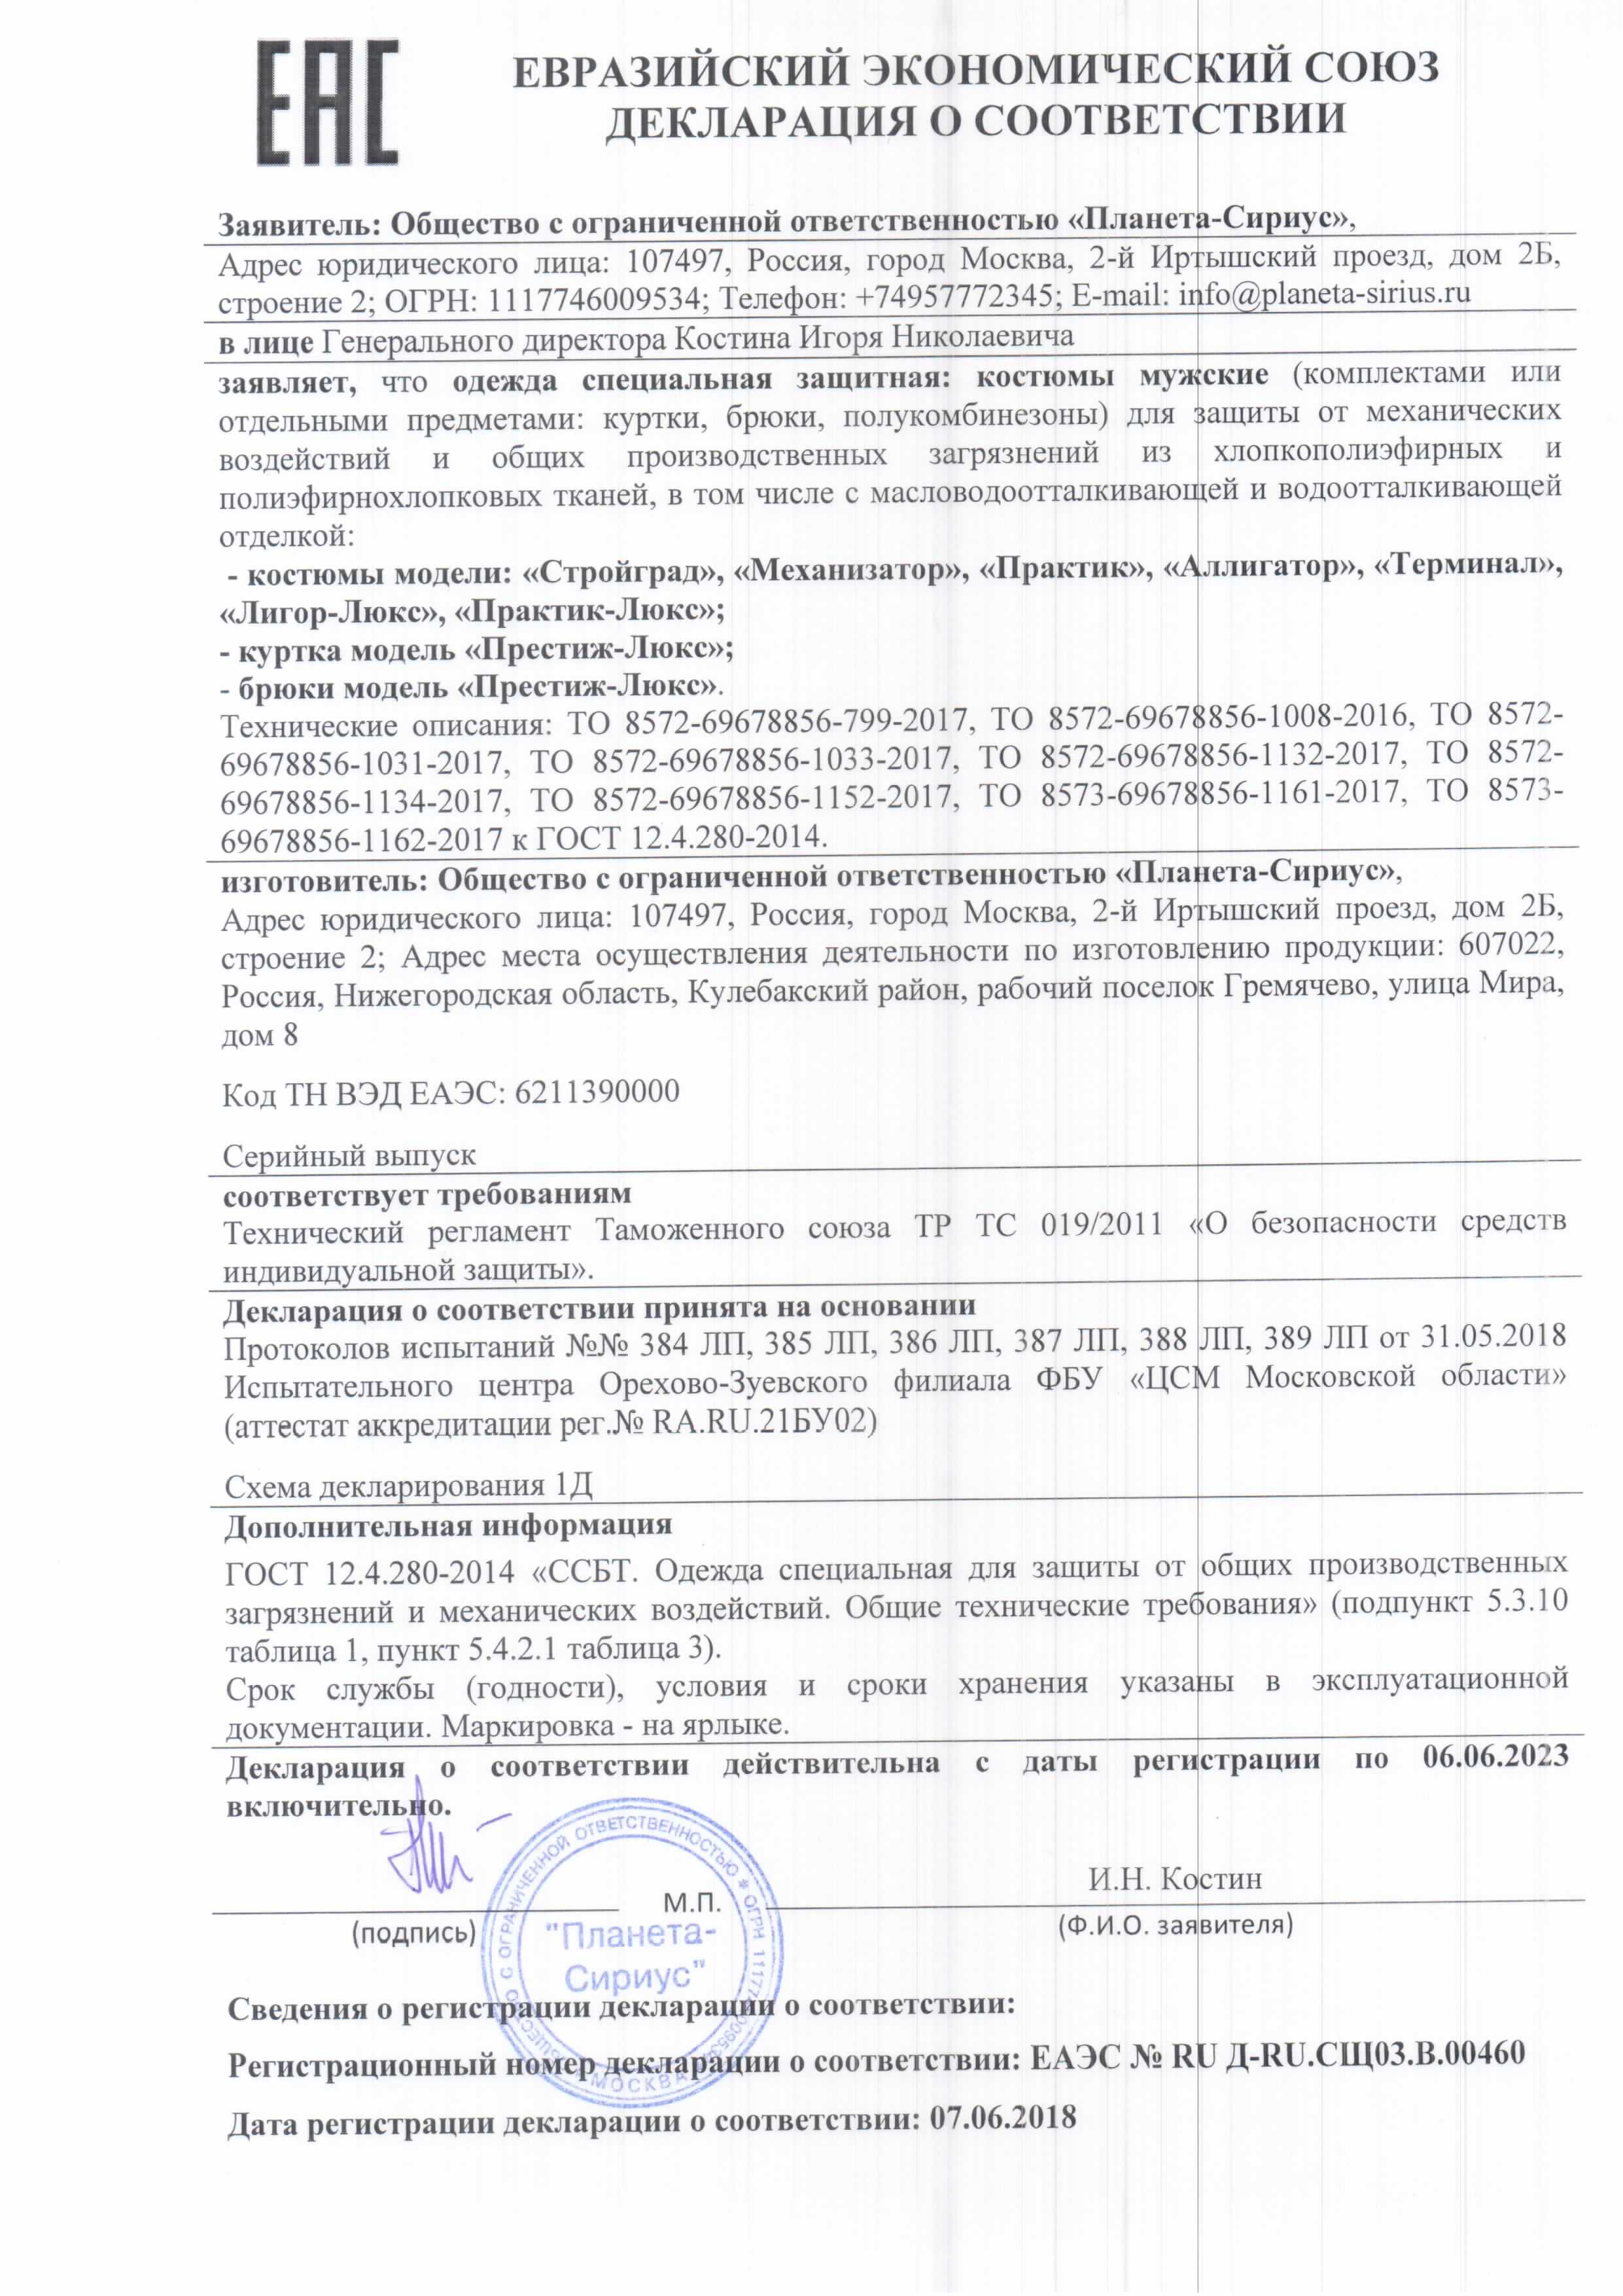 ЕАС
ЕВРАЗИЙСКИЙ ЭКОНОМИЧЕСКИЙ СОЮЗ
ДЕКЛАРАЦИЯ О СООТВЕТСТВИИ
Заявитель: Общество с ограниченной ответственностью «Планета-Сириус»,
Адрес юридического лица: 107497, Россия, город Москва, 2-й Иртышский проезд, дом 2Б,
строение 2; ОГРН: 1117746009534; Телефон: +74957772345; E-mail: info@planeta-sirius.ru
в лице Генерального директора Костина Игоря Николаевича
заявляет, что одежда специальная защитная: костюмы мужские (комплектами или
отдельными предметами: куртки, брюки, полукомбинезоны) для защиты от механических
воздействий и общих производственных загрязнений из хлопкополиэфирных и
полиэфирнохлопковых тканей, в том числе с масловодоотталкивающей и водоотталкивающей
отделкой:
- костюмы модели: «Стройград», «Механизатор», «Практик», «Аллигатор», «Терминал»,
«Лигор-Люкс», «Практик-Люкс»;
- куртка модель «Престиж-Люкс»;
- брюки модель «Престиж-Люкс».
Технические описания: ТО 8572-69678856-799-2017, ТО 8572-69678856-1008-2016, ТО 8572-
69678856-1031-2017, ТО 8572-69678856-1033-2017, ТО 8572-69678856-1132-2017, ТО 8572-
69678856-1134-2017, ТО 8572-69678856-1152-2017, ТО 8573-69678856-1161-2017, ТО 8573-
69678856-1162-2017 к ГОСТ 12.4.280-2014.
изготовитель: Общество с ограниченной ответственностью «Планета-Сириус»,
Адрес юридического лица: 107497, Россия, город Москва, 2-й Иртышский проезд, дом 2Б,
строение 2; Адрес места осуществления деятельности по изготовлению продукции: 607022,
Россия, Нижегородская область, Кулебакский район, рабочий поселок Гремячево, улица Мира,
дом 8
Код ТН ВЭД ЕАЭС: 6211390000
Серийный выпуск
соответствует требованиям
Технический регламент Таможенного союза ТР ТС 019/2011 «О безопасности средств
индивидуальной защиты».
Декларация о соответствии принята на основании
Протоколов испытаний №№ 384 ЛП, 385 ЛП, 386 ЛП, 387 ЛП, 388 ЛП, 389 ЛП от 31.05.2018
Испытательного центра Орехово-Зуевского филиала ФБУ «ЦСМ Московской области»
(аттестат аккредитации рег.№ RA.RU.21БУ02)
Схема декларирования 1Д
Дополнительная информация
ГОСТ 12.4.280-2014 «ССБТ. Одежда специальная для защиты от общих производственных
загрязнений и механических воздействий. Общие технические требования» (подпункт 5.3.10
таблица 1, пункт 5.4.2.1 таблица 3).
Срок службы (годности), условия и сроки хранения указаны в эксплуатационной
документации. Маркировка - на ярлыке.
Декларация о соответствии действительна с даты регистрации по 06.06.2023
включительно.
И.Н. Костин
М.П.
(подпись)
(Ф.И.О. заявителя)
С ОГРАНИЧЕННОЙ ОТВЕТСТВЕННОСТЬЮ * ОГРН
"Планета-
Сириус"
МОСКВА
Сведения о регистрации декларации о соответствии:
Регистрационный номер декларации о соответствии: ЕАЭС № RU Д-RU.СЩ03.В.00460
Дата регистрации декларации о соответствии: 07.06.2018